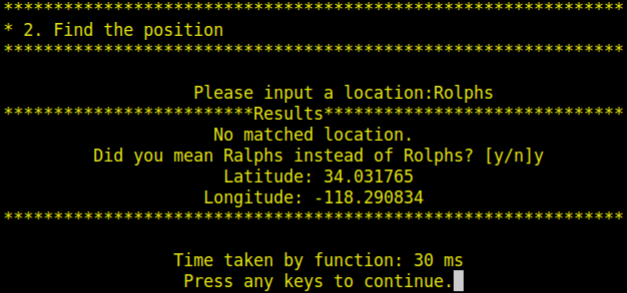 **************************************************************
* 2. Find the position
**************************************************************
Please input a location:Rolphs
*************************Results******************************
No matched location.
Did you mean Ralphs instead of Rolphs? [y/n]y
Latitude: 34.031765
Longitude: -118.290834
**************************************************************
Time taken by function: 30 ms
Press any keys to continue.